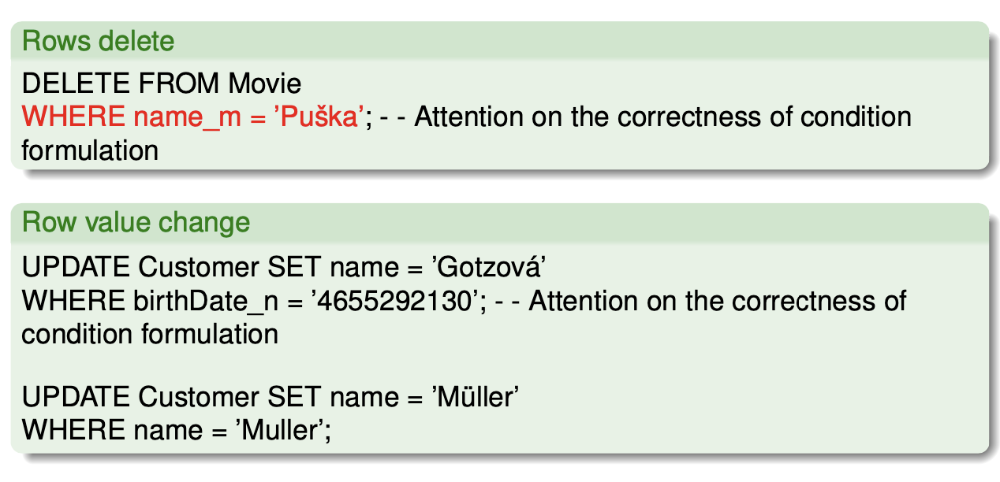 Rows delete
DELETE FROM Movie
WHERE name_m = ’Puška’; - - Attention on the correctness of condition
formulation
Row value change
UPDATE Customer SET name = ’Gotzová’
WHERE birthDate_n = ’4655292130’; - - Attention on the correctness of
condition formulation
UPDATE Customer SET name = ’Müller’
WHERE name = ’Muller’;